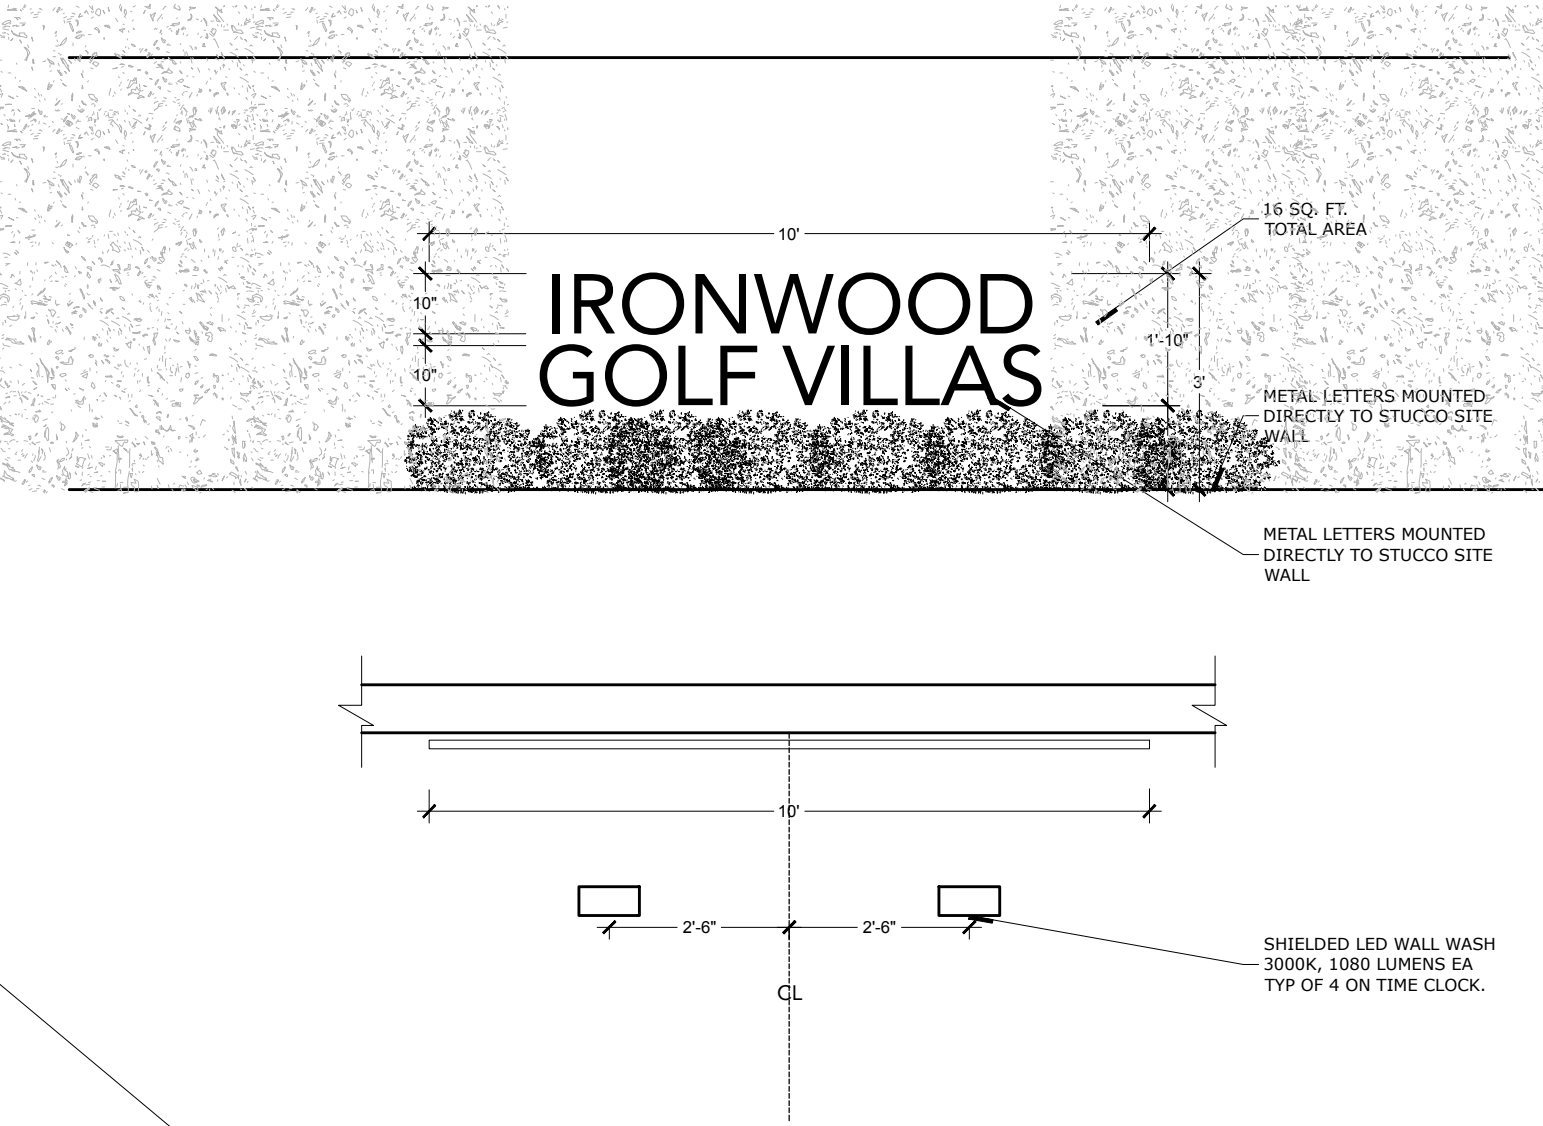 16 SQ. FT.
TOTAL AREA
10'
10"
IRONWOOD
1'-10"
10"
GOLF VILLAS
3'
METAL LETTERS MOUNTED
DIRECTLY TO STUCCO SITE
WALL
METAL LETTERS MOUNTED
DIRECTLY TO STUCCO SITE
WALL
10'
2'-6"
2'-6"
SHIELDED LED WALL WASH
3000K, 1080 LUMENS EA
TYP OF 4 ON TIME CLOCK.
CL